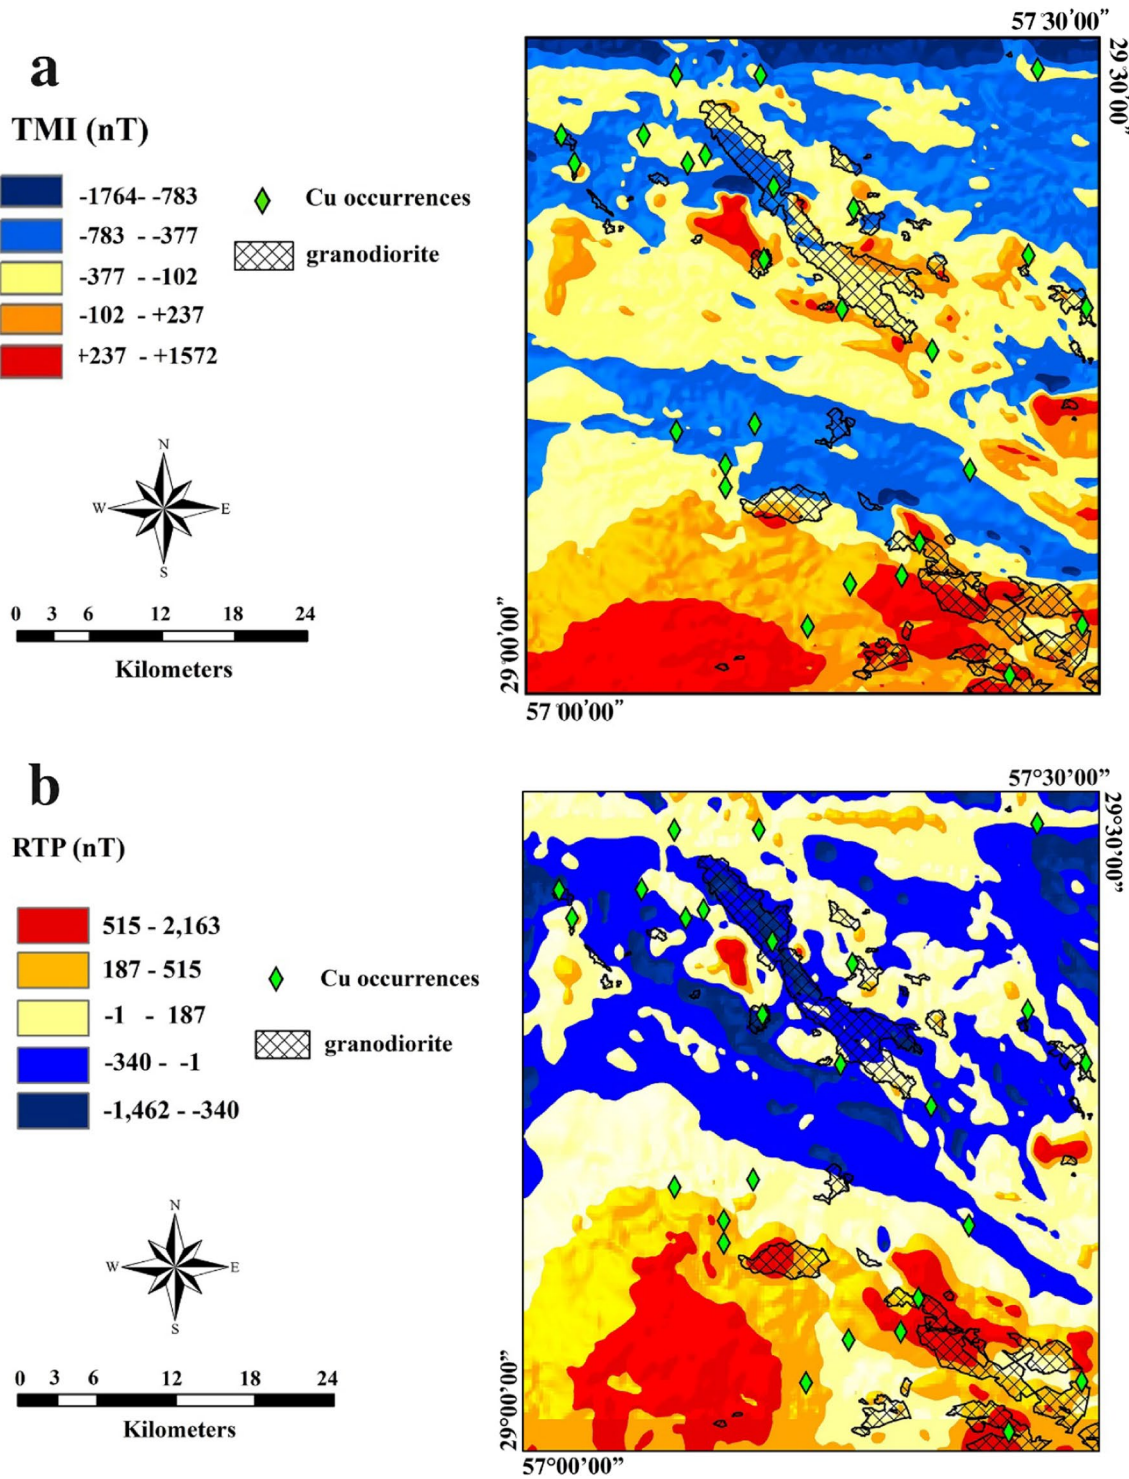 57°30'00”
a
29°30'00”
TMI (nT)
-1764- -783
-783 - -377
-377 - -102
-102 - +237
+237 - +1572
Cu occurrences
granodiorite
N
W
E
S
0 3 6 12 18 24
Kilometers
29°00'00”
57°00'00”
b
57°30'00”
29°30'00”
RTP (nT)
515 - 2,163
187 - 515
-1 - 187
-340 - -1
-1,462 - -340
Cu occurrences
granodiorite
N
W
E
S
0 3 6 12 18 24
Kilometers
29°00'00”
57°00'00”